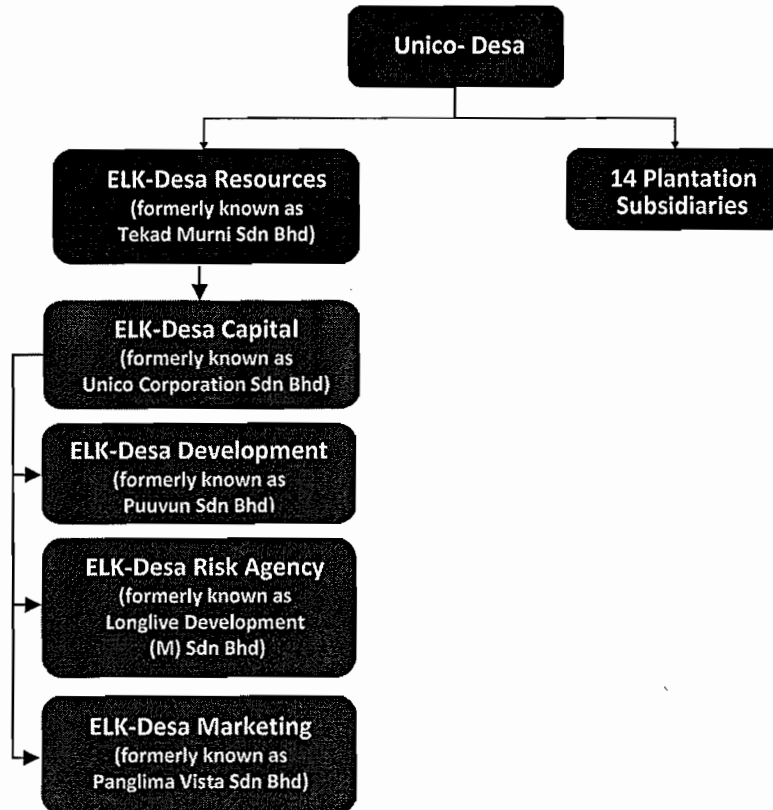 Unico- Desa
ELK-Desa Resources
(formerly known as
Tekad Murni Sdn Bhd)
14 Plantation
Subsidiaries
ELK-Desa Capital
(formerly known as
Unico Corporation Sdn Bhd)
ELK-Desa Development
(formerly known as
Puuvun Sdn Bhd)
ELK-Desa Risk Agency
(formerly known as
Longlive Development
(M) Sdn Bhd)
ELK-Desa Marketing
(formerly known as
Panglima Vista Sdn Bhd)